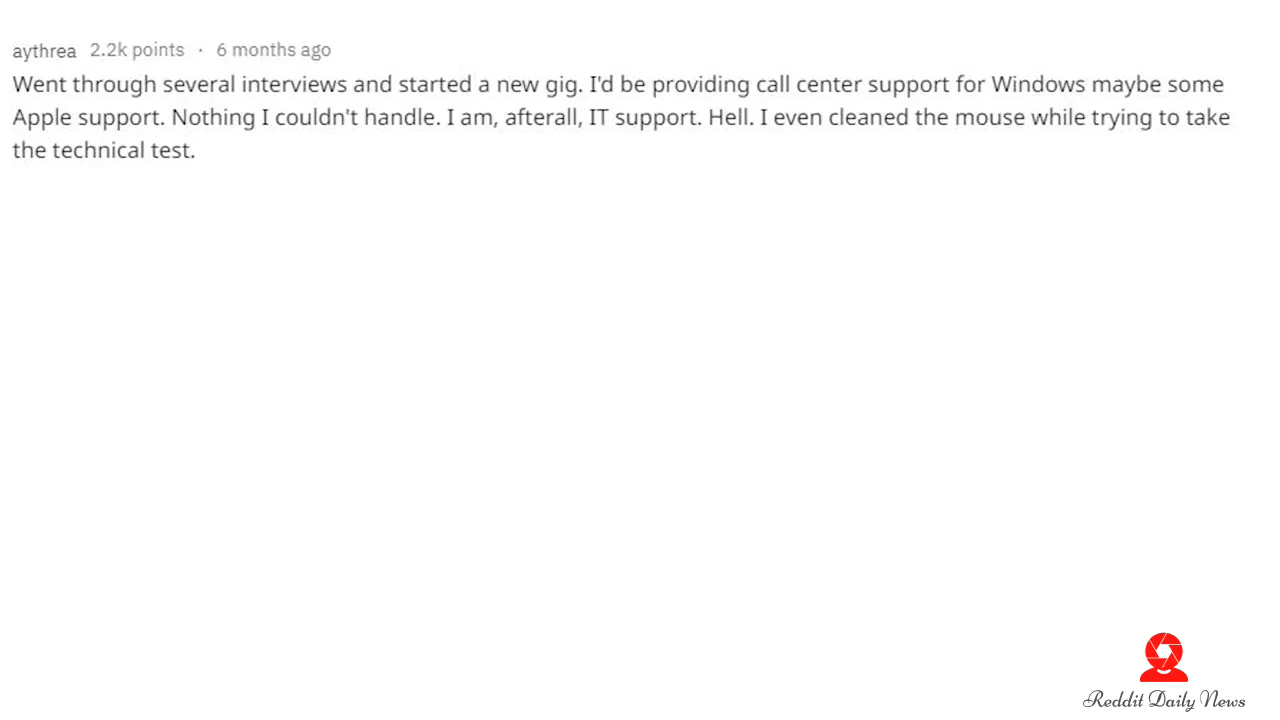 aythrea 2.2k points · 6 months ago
Went through several interviews and started a new gig. I'd be providing call center support for Windows maybe some
Apple support. Nothing I couldn't handle. I am, afterall, IT support. Hell. I even cleaned the mouse while trying to take
the technical test.
Reddit Daily News